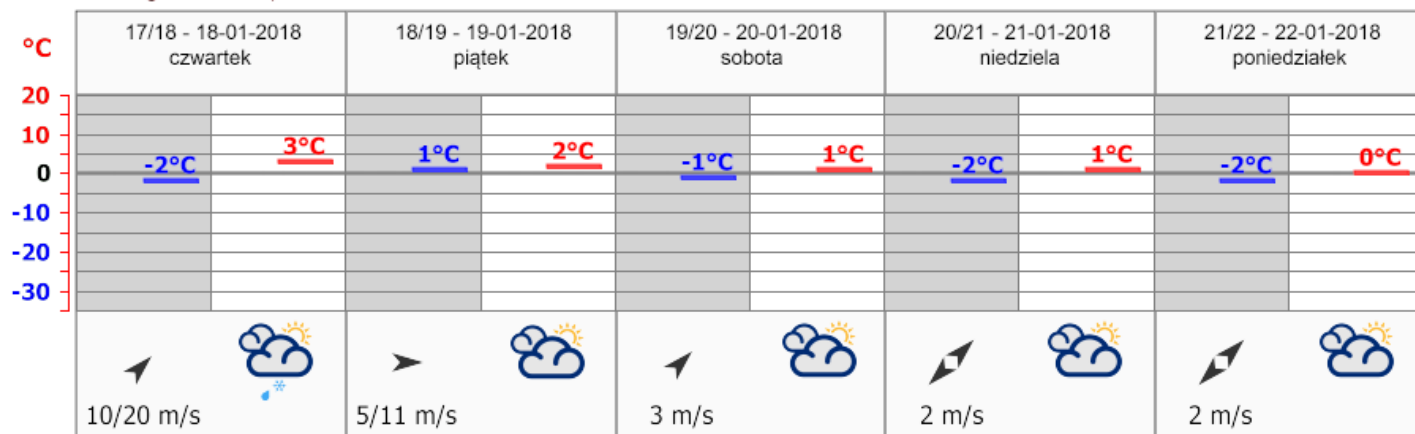 °C
17/18 - 18-01-2018
czwartek
18/19 - 19-01-2018
piątek
19/20 - 20-01-2018
sobota
20/21 - 21-01-2018
niedziela
21/22 - 22-01-2018
poniedziałek
20
10
0
-10
-20
-30
-2°C
3°C
1°C
2°C
-1°C
1°C
-2°C
1°C
-2°C
0°C
10/20 m/s
5/11 m/s
3 m/s
2 m/s
2 m/s